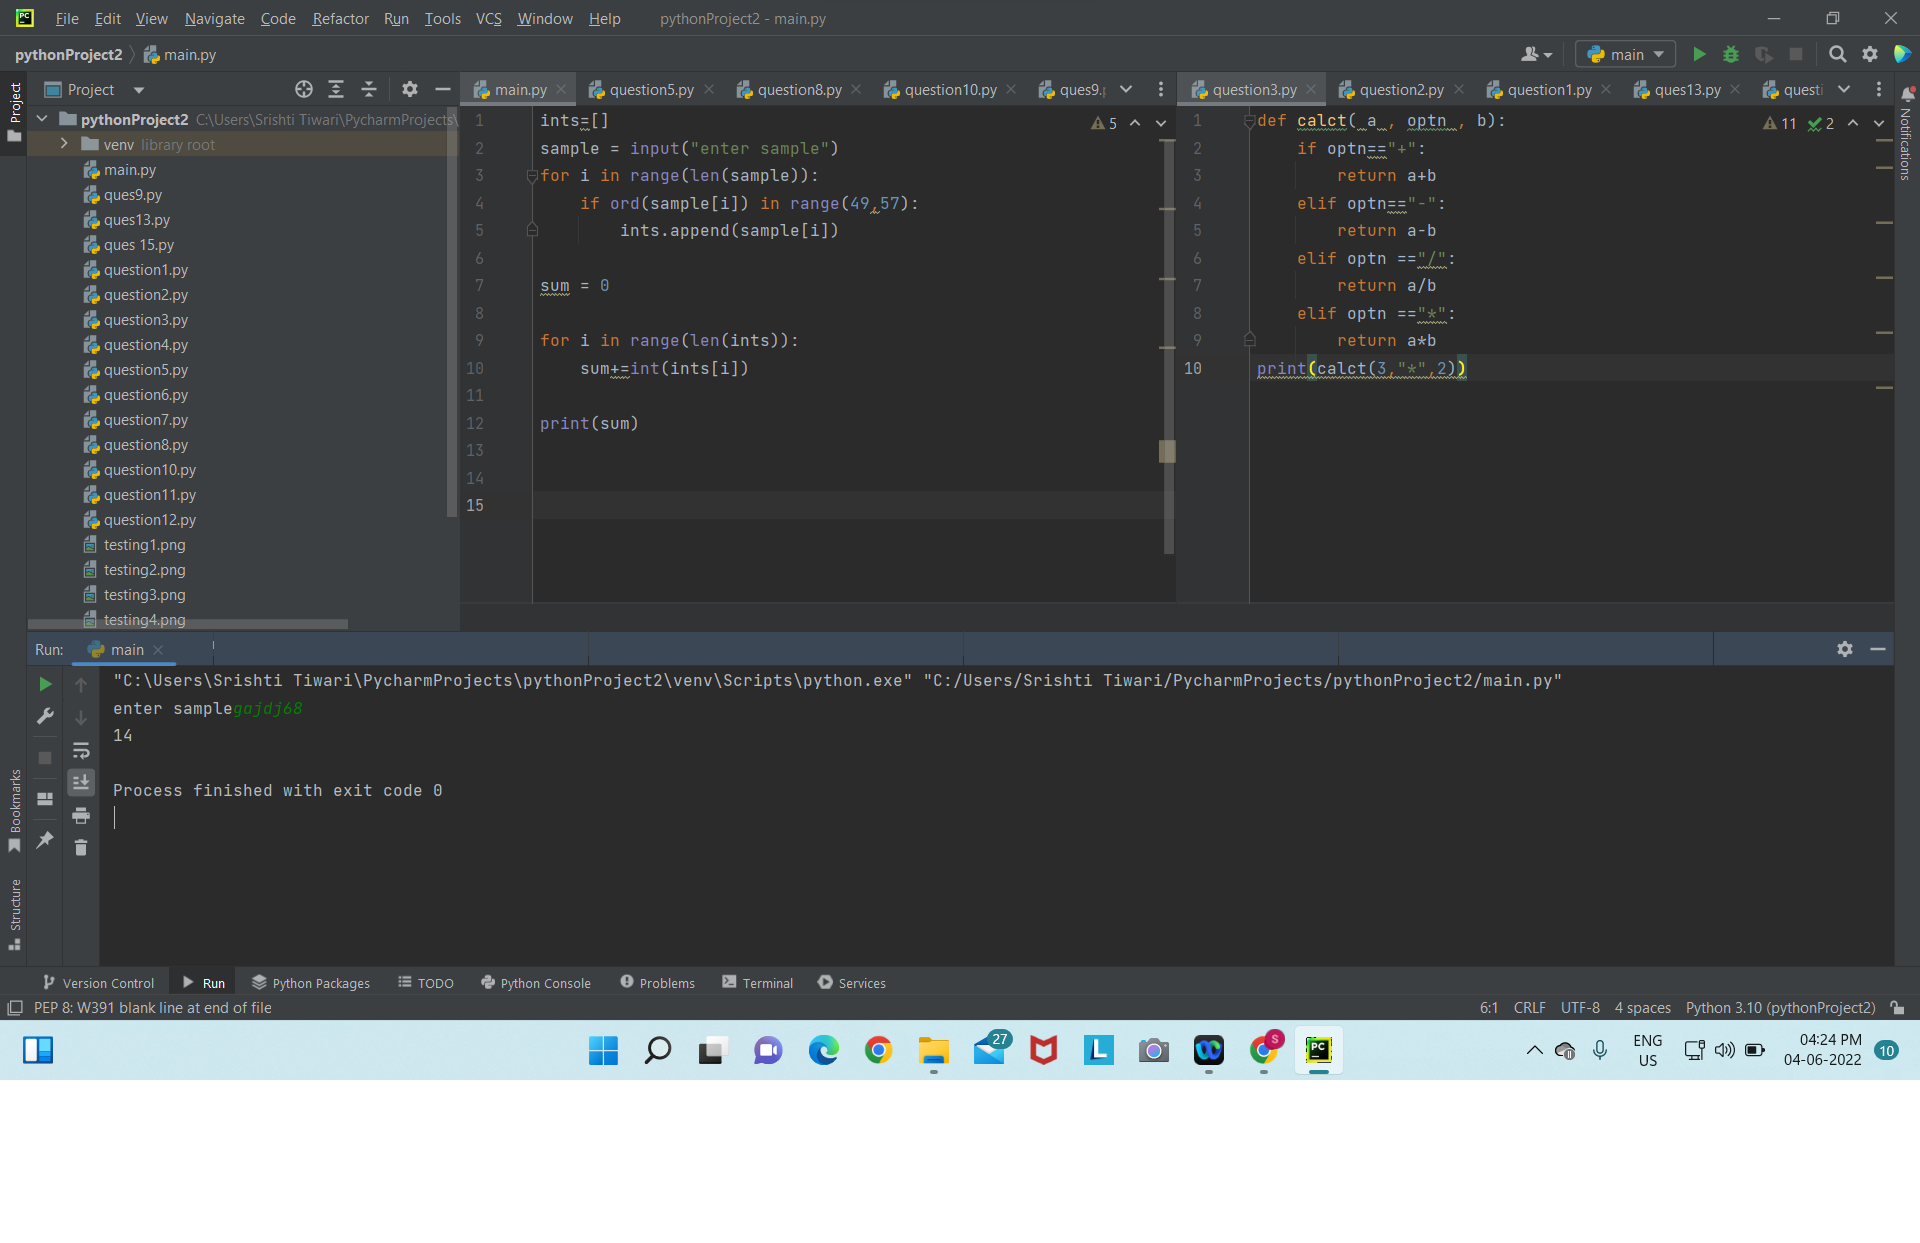 File Edit View Navigate Code Refactor Run Tools VCS Window Help pythonProject2 - main.py
pythonProject2 main.py main
Project
Project
main.py question5.py question8.py question10.py ques9.
question3.py question2.py question1.py ques13.py questi
Notifications
pythonProject2 C:\Users\Srishti Tiwari\PycharmProjects\
venv library root
main.py
ques9.py
ques13.py
ques 15.py
question1.py
question2.py
question3.py
question4.py
question5.py
question6.py
question7.py
question8.py
question10.py
question11.py
question12.py
testing1.png
testing2.png
testing3.png
testing4.png
5
1 ints=[]
2 sample = input("enter sample")
3 for i in range(len(sample)):
4 if ord(sample[i]) in range(49,57):
5 ints.append(sample[i])
6
7 sum = 0
8
9 for i in range(len(ints)):
10 sum+=int(ints[i])
11
12 print(sum)
13
14
15
11 2
1 def calct( a , optn , b):
2 if optn=="+":
3 return a+b
4 elif optn=="-":
5 return a-b
6 elif optn =="/":
7 return a/b
8 elif optn =="*":
9 return a*b
10 print(calct(3,"*",2))
Run: main
"C:\Users\Srishti Tiwari\PycharmProjects\pythonProject2\venv\Scripts\python.exe" "C:/Users/Srishti Tiwari/PycharmProjects/pythonProject2/main.py"
enter samplegajdj68
14
Process finished with exit code 0
Bookmarks
Structure
Version Control Run Python Packages TODO Python Console Problems Terminal Services
PEP 8: W391 blank line at end of file 6:1 CRLF UTF-8 4 spaces Python 3.10 (pythonProject2)
27
S
PC
ENG
US
04:24 PM
04-06-2022
10